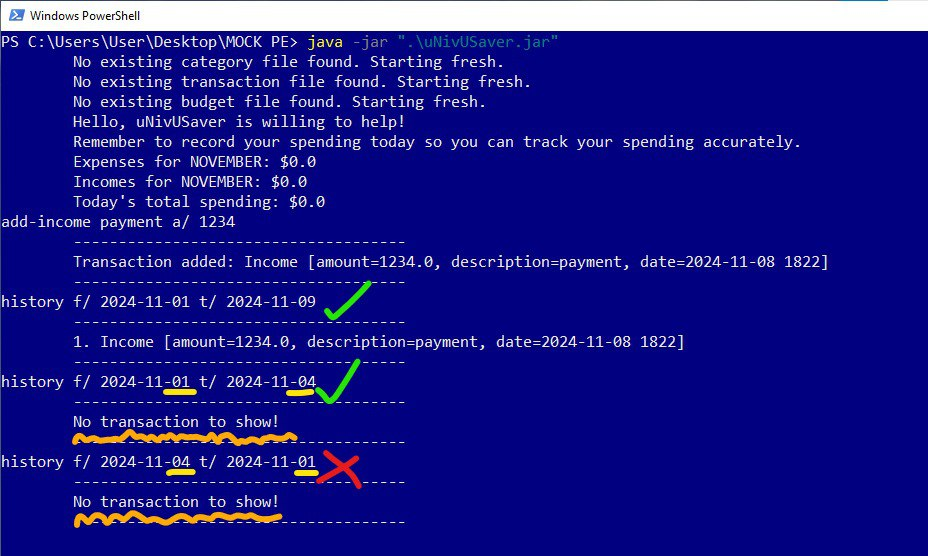 Windows PowerShell
PS C:\Users\User\Desktop\MOCK PE> java -jar ".\uNivUSaver.jar"
No existing category file found. Starting fresh.
No existing transaction file found. Starting fresh.
No existing budget file found. Starting fresh.
Hello, uNivUSaver is willing to help!
Remember to record your spending today so you can track your spending accurately.
Expenses for NOVEMBER: $0.0
Incomes for NOVEMBER: $0.0
Today's total spending: $0.0
add-income payment a/ 1234
-------------------------------------
Transaction added: Income [amount=1234.0, description=payment, date=2024-11-08 1822]
-------------------------------------
history f/ 2024-11-01 t/ 2024-11-09
-------------------------------------
1. Income [amount=1234.0, description=payment, date=2024-11-08 1822]
-------------------------------------
history f/ 2024-11-01 t/ 2024-11-04
-------------------------------------
No transaction to show!
-------------------------------------
history f/ 2024-11-04 t/ 2024-11-01
-------------------------------------
No transaction to show!
-------------------------------------